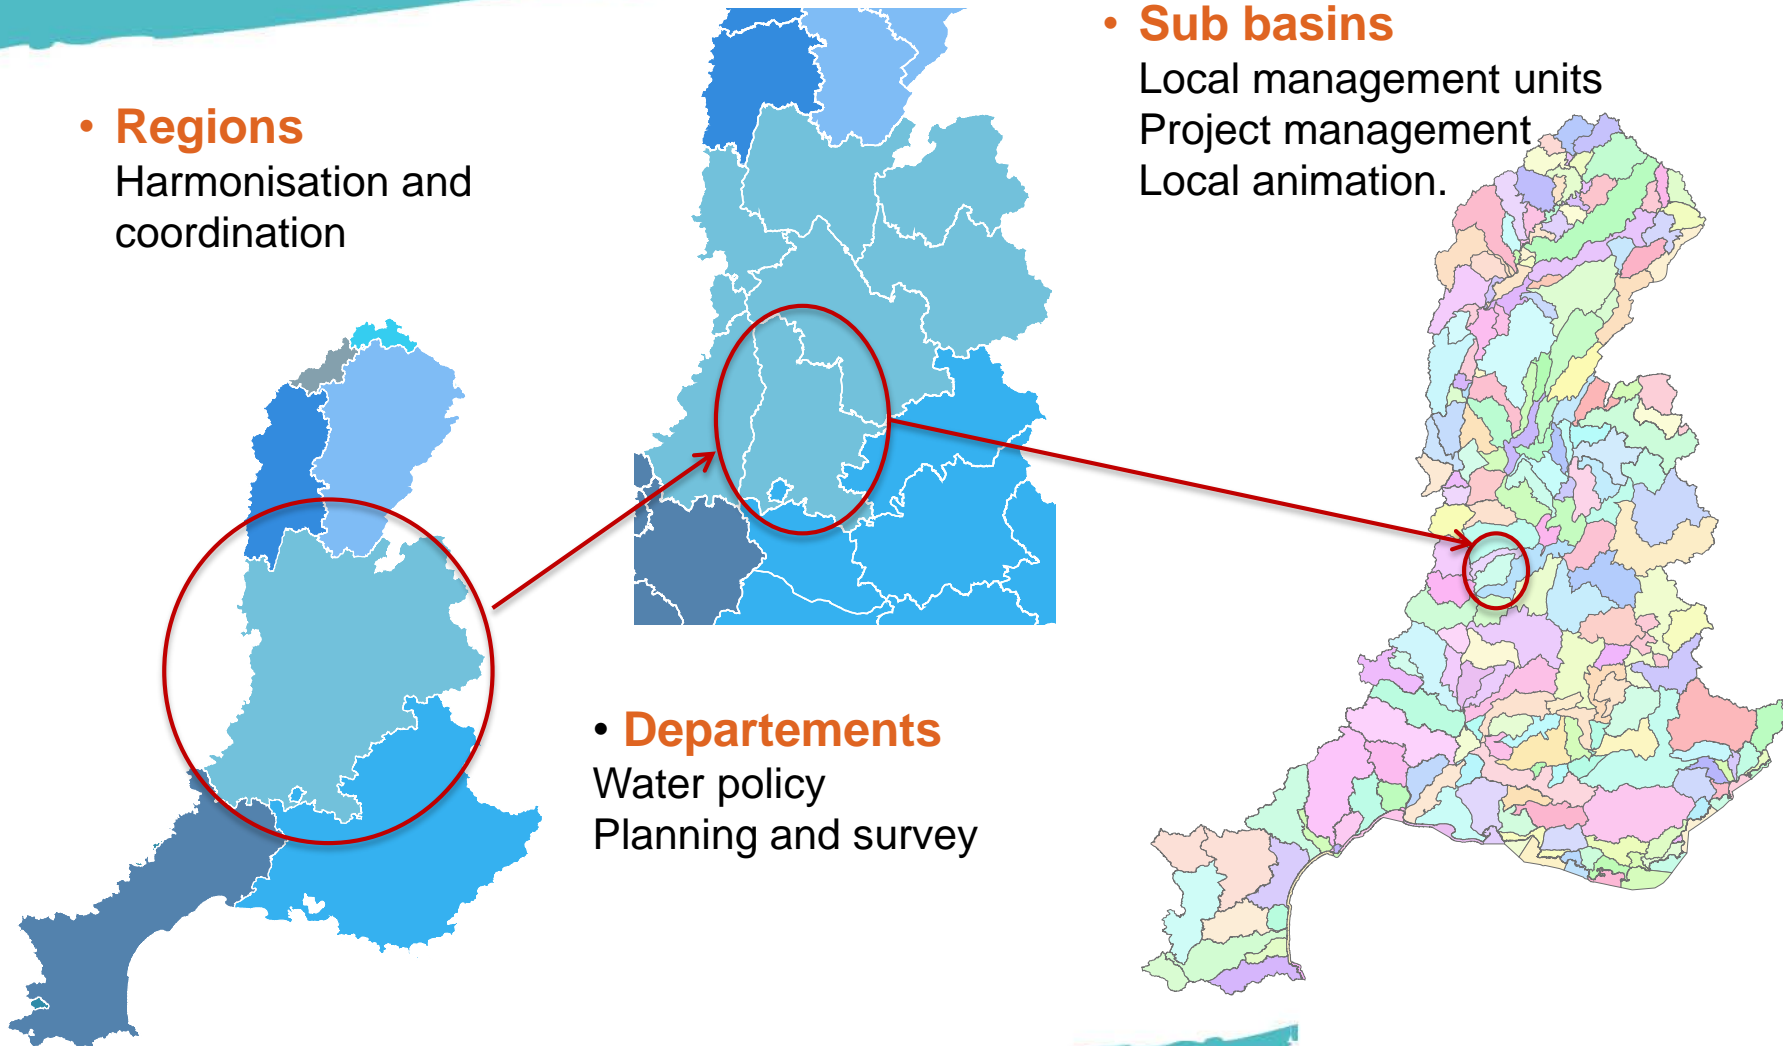 • Regions
Harmonisation and
coordination
• Departements
Water policy
Planning and survey
• Sub basins
Local management units
Project management
Local animation.